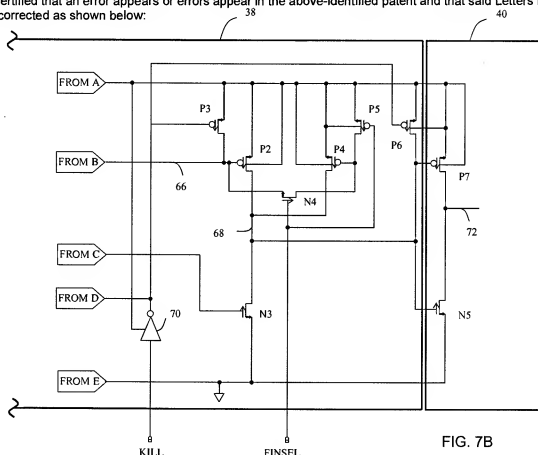 ertified that an error appears or errors appear in the above-identified patent and that said Letters
corrected as shown below:
38
40
FROM A
P3
P5
P2
P4
P6
FROM B
P7
66
N4
68
72
FROM C
FROM D
70
N3
N5
FROM E
FIG. 7B
KILL
FINSEL